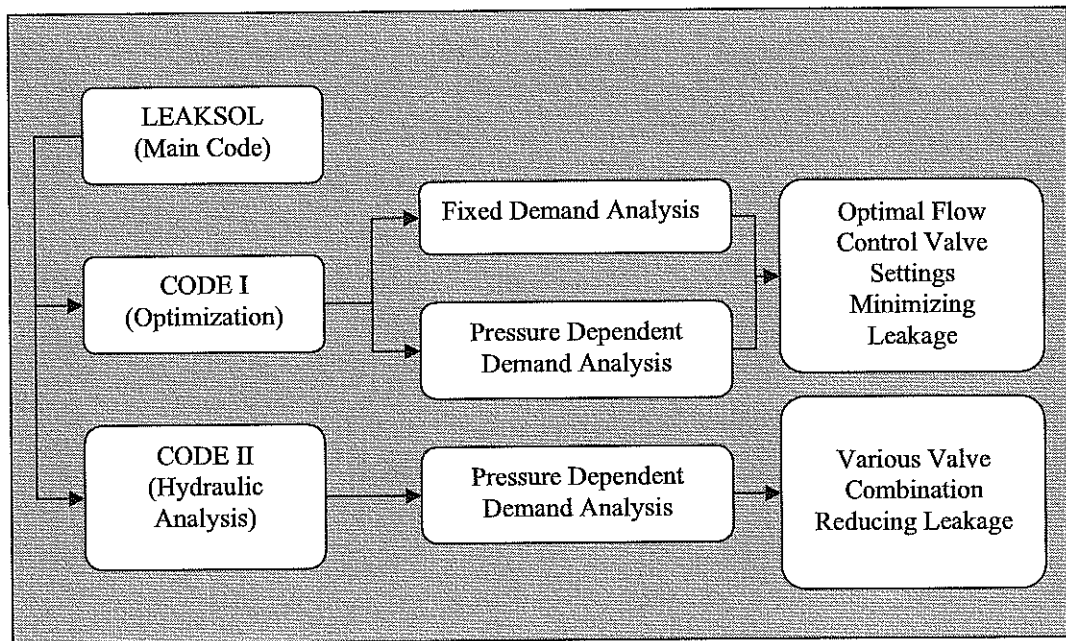 LEAKSOL
(Main Code)
CODE I
(Optimization)
CODE II
(Hydraulic
Analysis)
Fixed Demand Analysis
Pressure Dependent
Demand Analysis
Pressure Dependent
Demand Analysis
Optimal Flow
Control Valve
Settings
Minimizing
Leakage
Various Valve
Combination
Reducing Leakage